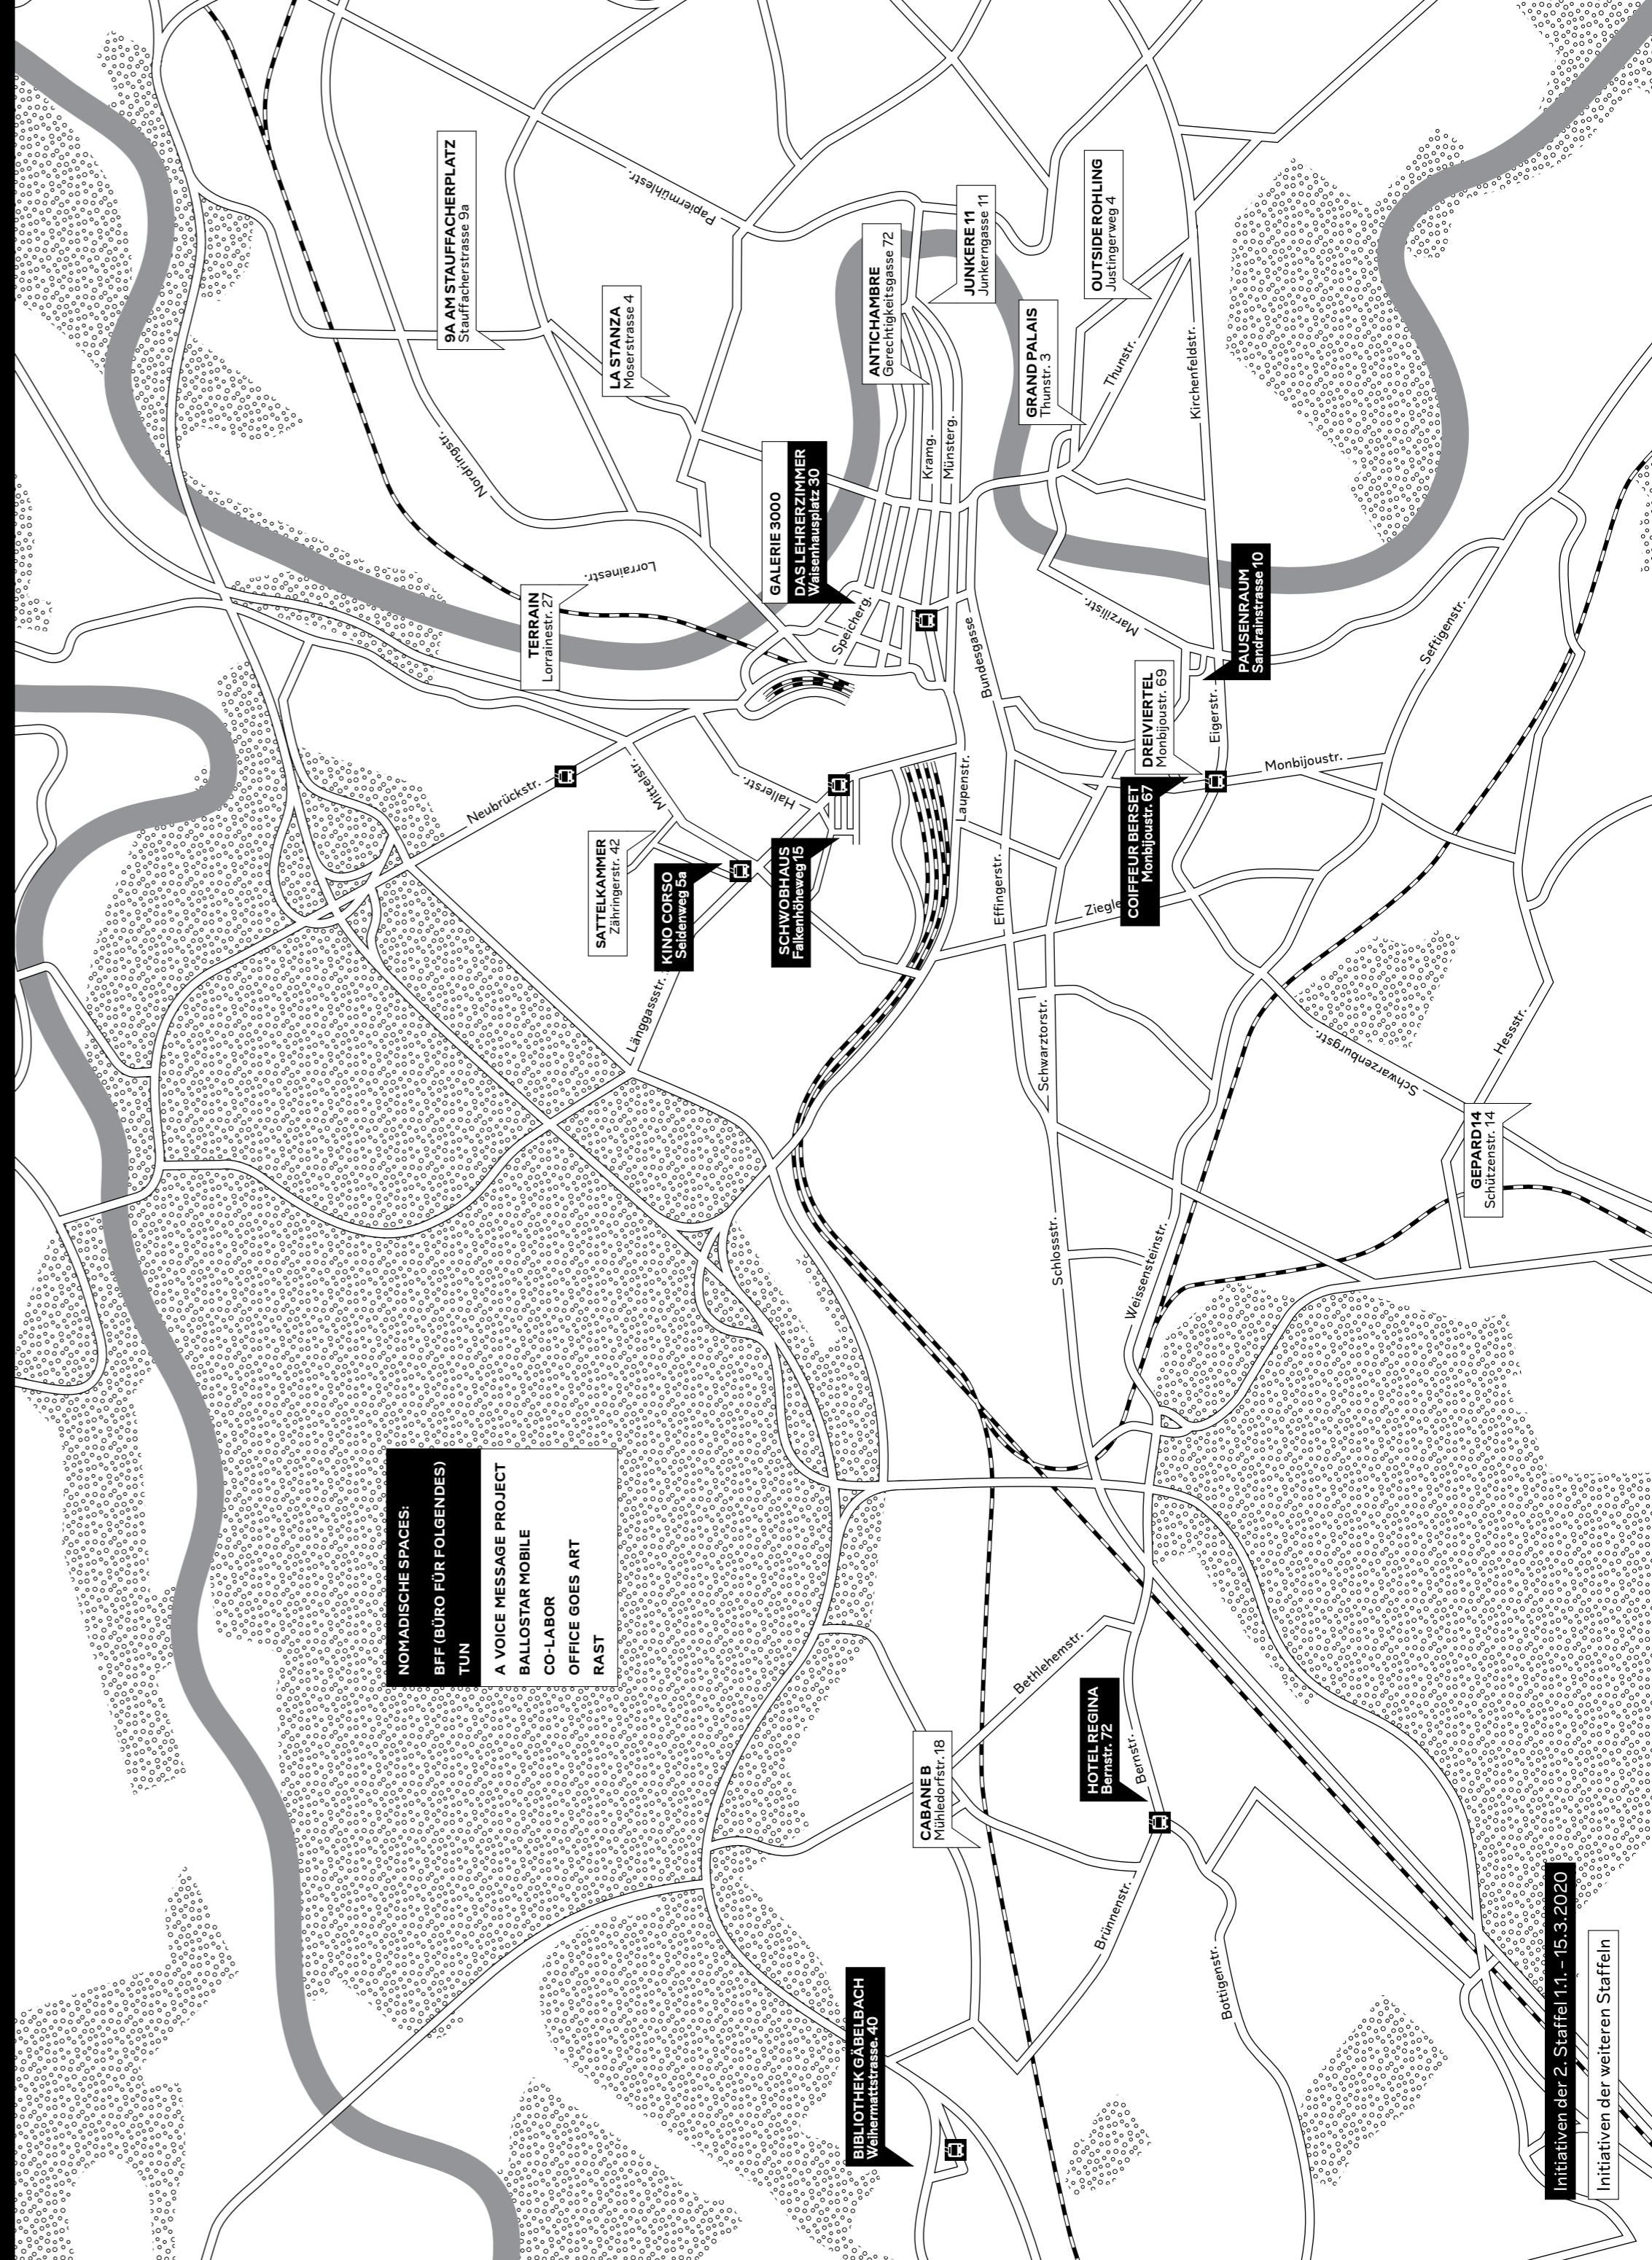 9A AM STAUFFACHERPLATZ
Stauffacherstrasse 9a
LA STANZA
Moserstrasse 4
Papiermühlestr.
Nordringstr.
Lorrainestr.
TERRAIN
Lorrainestr. 27
GALERIE 3000
DAS LEHRERZIMMER
Waisenhausplatz 30
ANTICHAMBRE
Gerechtigkeitsgasse 72
JUNKERE 11
Junkerngasse 11
GRAND PALAIS
Thunstr. 3
OUTSIDE ROHLING
Justingerweg 4
Thunstr.
Kirchenfeldstr.
Kramg.
Münsterg.
Speicherg.
Bundesgasse
Marzilistr.
PAUSENRAUM
Sandrainstrasse 10
DREIVIERTEL
Monbijoustr. 69
COIFFEUR BERSET
Monbijoustr. 67
Eigerstr.
Monbijoustr.
Seftigenstr.
Neubrückstr.
Mittelstr.
Hallerstr.
Laupenstr.
SATTELKAMMER
Zähringerstr. 42
KINO CORSO
Seidenweg 5a
SCHWOBHAUS
Falkenhöheweg 15
Länggassstr.
Effingerstr.
Ziegle
Schwarztorstr.
Schwarzenburgstr.
Hessstr.
GEPARD14
Schützenstr. 14
Schlossstr.
Weissensteinstr.
NOMADISCHE SPACES:
BFF (BÜRO FÜR FOLGENDES)
TUN
A VOICE MESSAGE PROJECT
BALLOSTAR MOBILE
CO-LABOR
OFFICE GOES ART
RAST
Bethlehemstr.
CABANE B
Mühledorfstr. 18
HOTEL REGINA
Bernstr. 72
Bernstr.
Brünnenstr.
Bottigenstr.
BIBLIOTHEK GÄBELBACH
Weihermattstrasse. 40
Initiativen der 2. Staffel 1.1. – 15.3.2020
Initiativen der weiteren Staffeln